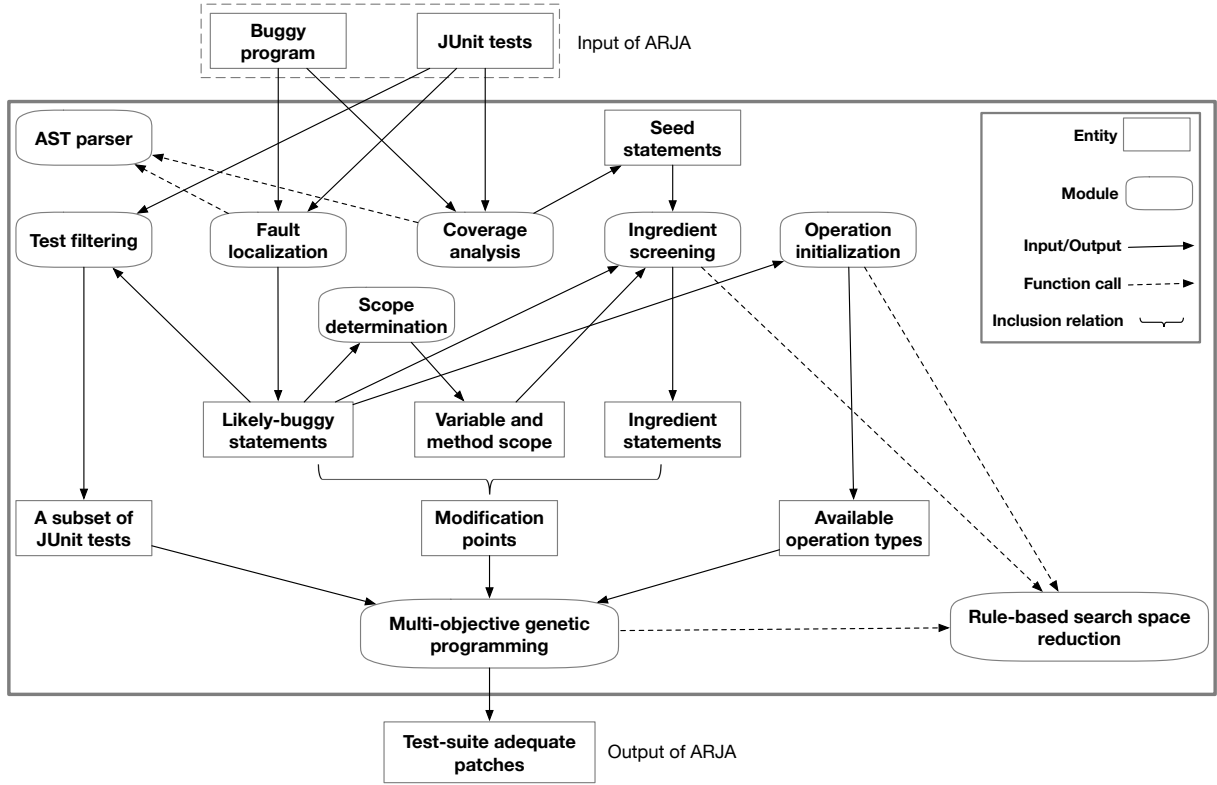 Buggy
program
JUnit tests
Input of ARJA
AST parser
Seed
statements
Entity
Module
Input/Output
Function call
Inclusion relation
Test filtering
Fault
localization
Coverage
analysis
Ingredient
screening
Operation
initialization
Scope
determination
Likely-buggy
statements
Variable and
method scope
Ingredient
statements
A subset of
JUnit tests
Modification
points
Available
operation types
Multi-objective genetic
programming
Rule-based search space
reduction
Test-suite adequate
patches
Output of ARJA